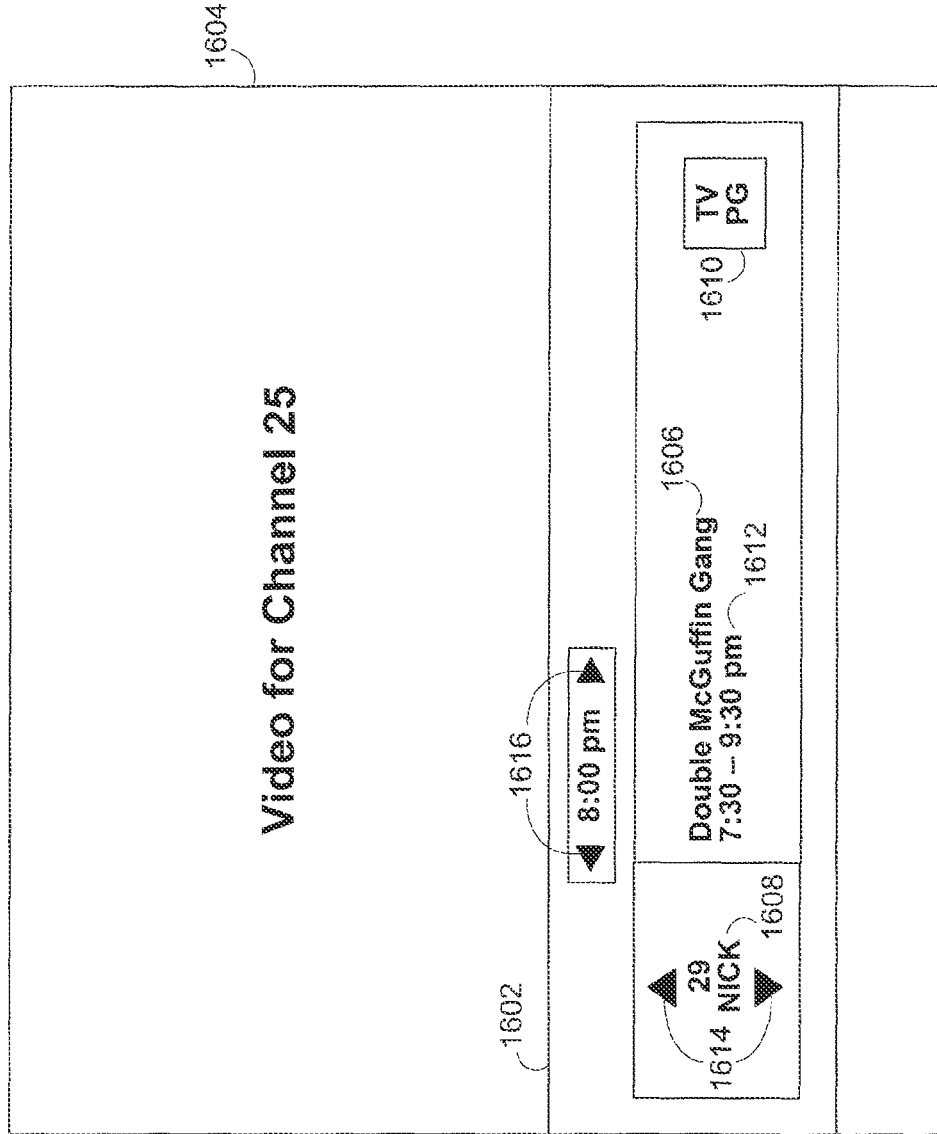 1604
Video for Channel 25
1602
1616
8:00 pm
1614
29
NICK
1608
Double McGuffin Gang
1606
7:30 – 9:30 pm
1612
1610
TV
PG